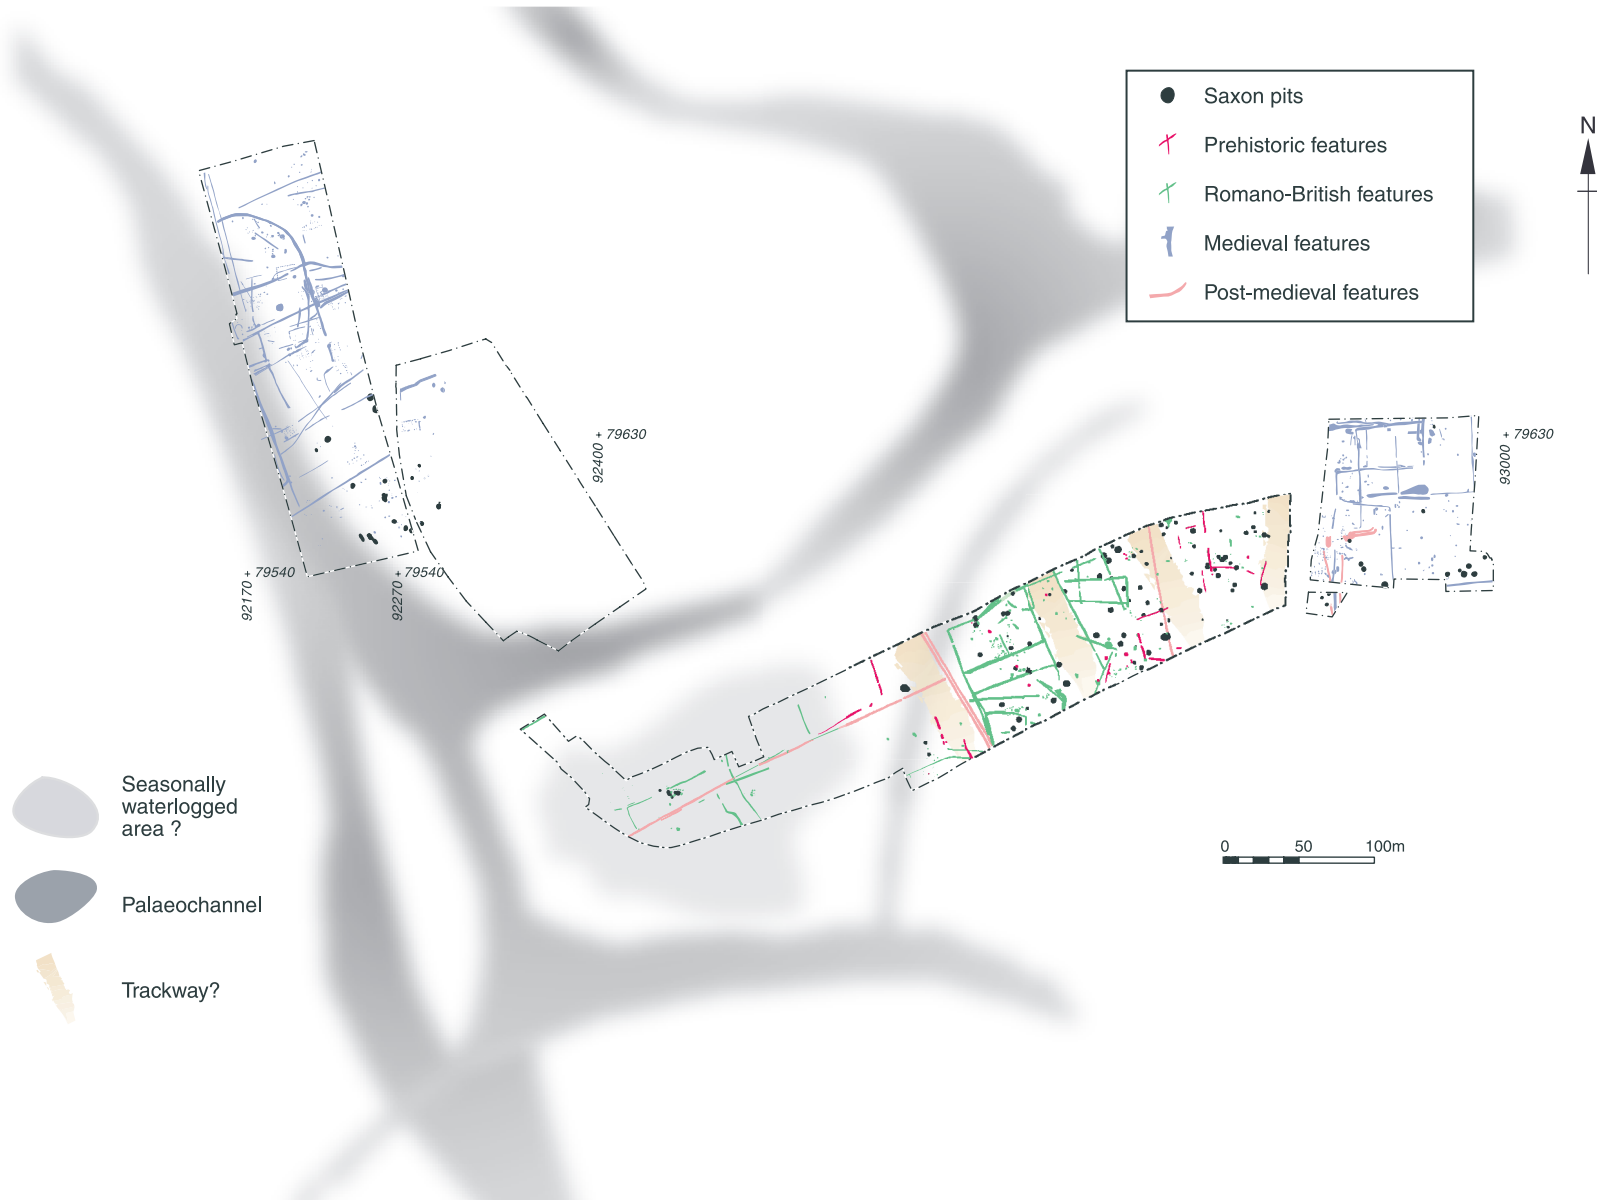 Saxon pits
Prehistoric features
Romano-British features
Medieval features
Post-medieval features
N
79630
92400
79630
93000
79540
92170
79540
92270
Seasonally
waterlogged
area ?
Palaeochannel
Trackway?
0 50 100m